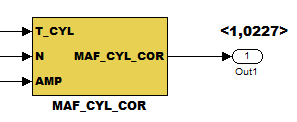 <1,0227>
T_CYL
N MAF_CYL_COR
AMP
1
Out1
MAF_CYL_COR